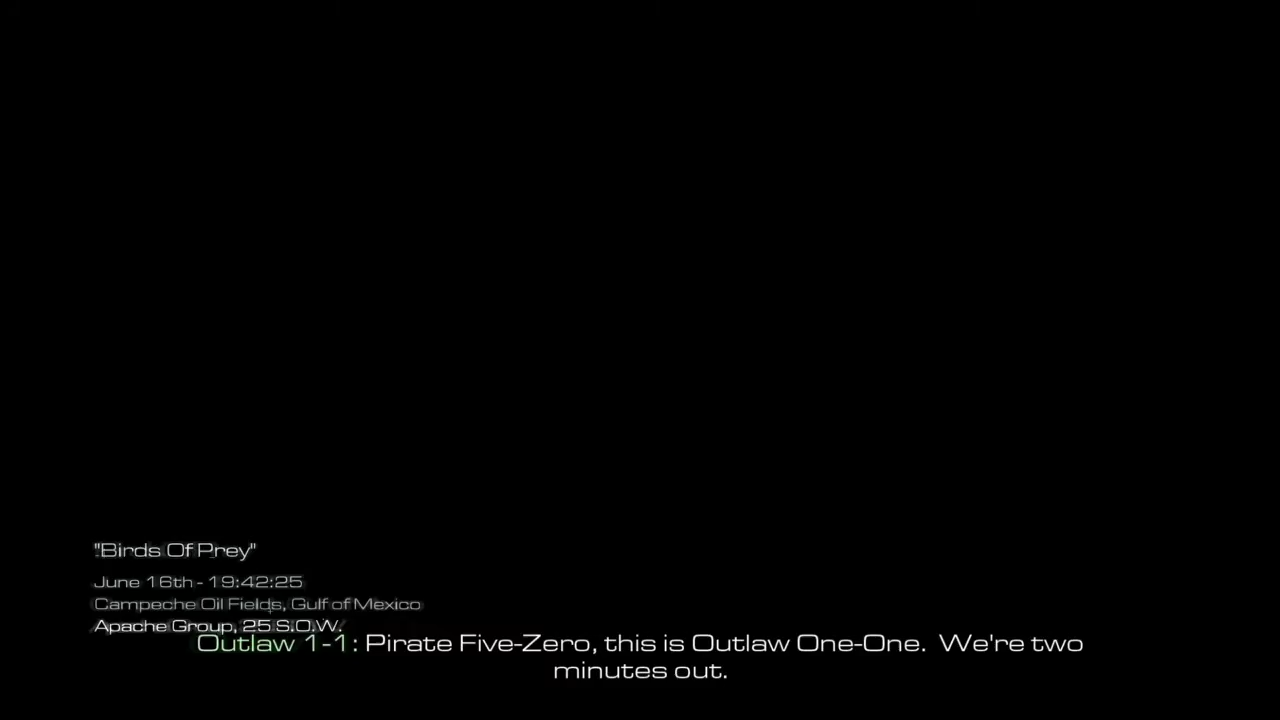 "Birds Of Prey"
June 16th - 19:42:25
Campeche Oil Fields, Gulf of Mexico
Apache Group, 25 S.O.W.
Outlaw 1-1: Pirate Five-Zero, this is Outlaw One-One.  We're two
minutes out.